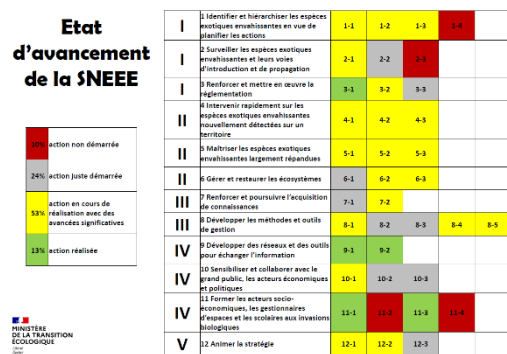 Etat
d'avancement
de la SNEEE
10% action non démarrée
24% action juste démarrée
53% action en cours de
réalisation avec des
avancées significatives
13% action réalisée
MINISTÈRE
DE LA TRANSITION
ÉCOLOGIQUE
I
1 Identifier et hiérarchiser les espèces
exotiques envahissantes en vue de
planifier les actions
1-1 1-2 1-3 1-4
I
2 Surveiller les espèces exotiques
envahissantes et leurs voies
d'introduction et de propagation
2-1 2-2 2-3
I
3 Renforcer et mettre en œuvre la
réglementation
3-1 3-2 3-3
II
4 Intervenir rapidement sur les
espèces exotiques envahissantes
nouvellement détectées sur un
territoire
4-1 4-2 4-3
II
5 Maîtriser les espèces exotiques
envahissantes largement répandues
5-1 5-2 5-3
II
6 Gérer et restaurer les écosystèmes
6-1 6-2 6-3
III
7 Renforcer et poursuivre l'acquisition
de connaissances
7-1 7-2
III
8 Développer les méthodes et outils
de gestion
8-1 8-2 8-3 8-4 8-5
IV
9 Développer des réseaux et des outils
pour échanger l'information
9-1 9-2
IV
10 Sensibiliser et collaborer avec le
grand public, les acteurs économiques
et politiques
10-1 10-2 10-3
IV
11 Former les acteurs socio-
économiques, les gestionnaires
d'espaces et les scolaires aux invasions
biologiques
11-1 11-2 11-3 11-4
V
12 Animer la stratégie
12-1 12-2 12-3